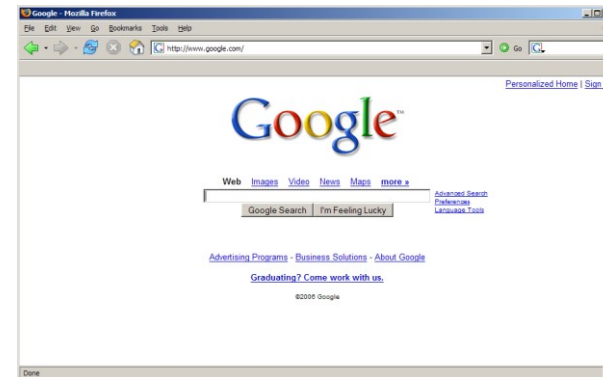 Google - Mozilla Firefox
File Edit View Go Bookmarks Tools Help
http://www.google.com/ Go
Personalized Home | Sign
Google™
Web Images Video News Maps more »
Advanced Search
Preferences
Language Tools
Google Search I'm Feeling Lucky
Advertising Programs - Business Solutions - About Google
Graduating? Come work with us.
©2006 Google
Done